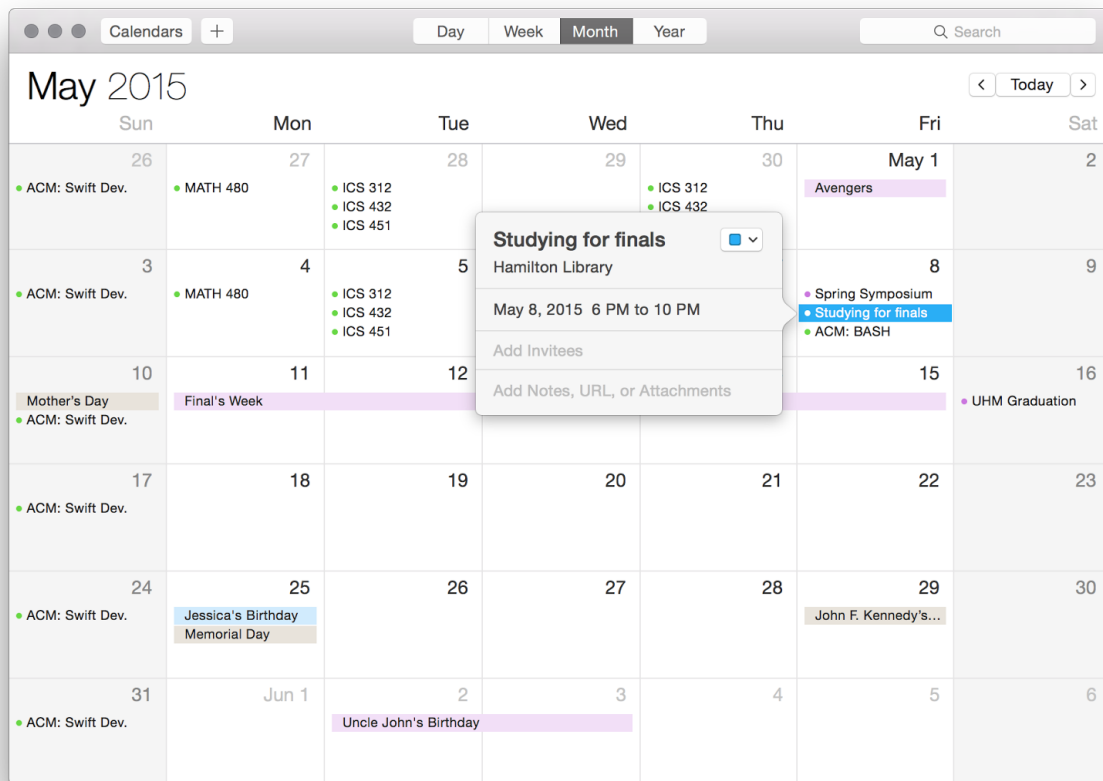 Calendars
+
Day Week Month Year
Search
May 2015
< Today >
Sun Mon Tue Wed Thu Fri Sat
26 27 28 29 30 May 1 2
ACM: Swift Dev.
MATH 480
ICS 312
ICS 432
ICS 451
ICS 312
ICS 432
Avengers
3 4 5 8 9
ACM: Swift Dev.
MATH 480
ICS 312
ICS 432
ICS 451
Spring Symposium
Studying for finals
ACM: BASH
Studying for finals
Hamilton Library
May 8, 2015 6 PM to 10 PM
Add Invitees
Add Notes, URL, or Attachments
10 11 12 15 16
Mother's Day
ACM: Swift Dev.
Final's Week
UHM Graduation
17 18 19 20 21 22 23
ACM: Swift Dev.
24 25 26 27 28 29 30
ACM: Swift Dev.
Jessica's Birthday
Memorial Day
John F. Kennedy's...
31 Jun 1 2 3 4 5 6
ACM: Swift Dev.
Uncle John's Birthday